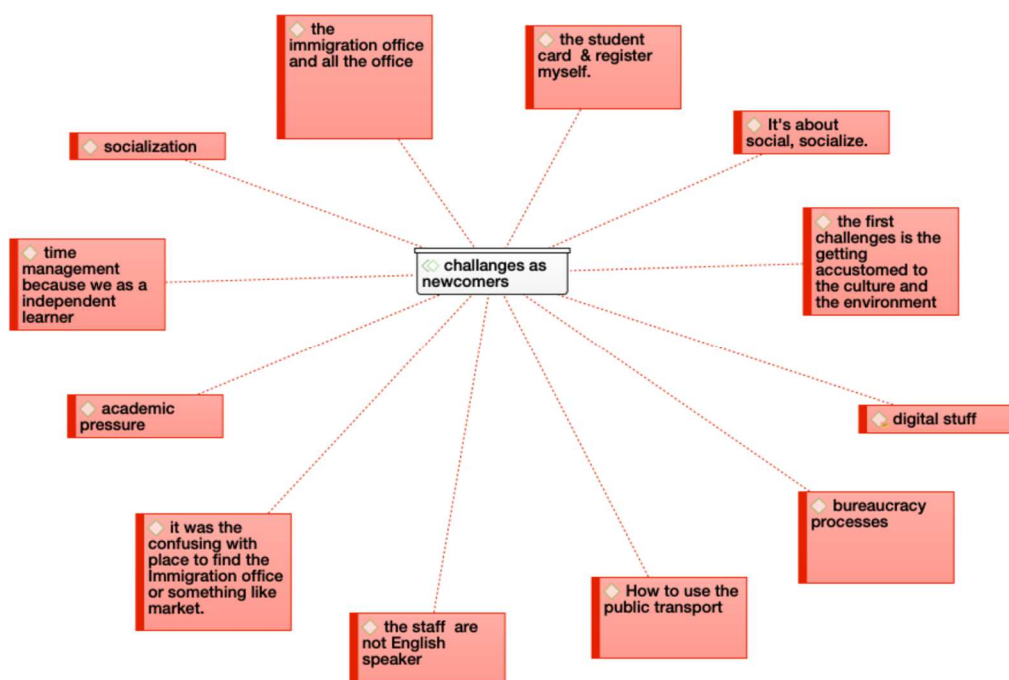 the
immigration office
and all the office
the student
card & register
myself.
socialization
It's about
social, socialize.
time
management
because we as a
independent
learner
challanges as
newcomers
the first
challenges is the
getting
accustomed to
the culture and
the environment
academic
pressure
digital stuff
it was the
confusing with
place to find the
Immigration office
or something like
market.
bureaucracy
processes
the staff are
not English
speaker
How to use the
public transport